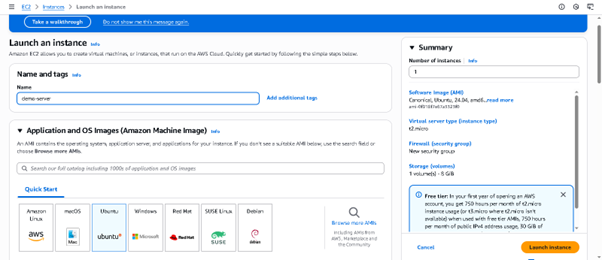 EC2 > Instances > Launch an instance
Take a walkthrough
Do not show me this message again.
Launch an instance Info
Amazon EC2 allows you to create virtual machines, or instances, that run on the AWS Cloud. Quickly get started by following the simple steps below.
Name and tags Info
Name
demo-server
Add additional tags
Application and OS Images (Amazon Machine Image) Info
An AMI contains the operating system, application server, and applications for your instance. If you don't see a suitable AMI below, use the search field or
choose Browse more AMIs.
Search our full catalog including 1000s of application and OS images
Quick Start
Amazon Linux
aws
macOS
Mac
Ubuntu
ubuntu
Windows
Microsoft
Red Hat
Red Hat
SUSE Linux
SUSE
Debian
debian
Browse more AMIs
Including AMIs from
AWS, Marketplace and
the Community
Summary
Number of instances Info
1
Software Image (AMI)
Canonical, Ubuntu, 24.04, amd6...read more
Virtual server type (instance type)
t2.micro
Firewall (security group)
New security group
Storage (volumes)
1 volume(s) -
Free tier: In your first year of opening an AWS
account, you get 750 hours per month of t2.micro
instance usage (or t3.micro where t2.micro isn't
available) when used with free tier AMIs, 750 hours
per month of public IPv4 address usage, 30 GiB of
Cancel
Launch instance